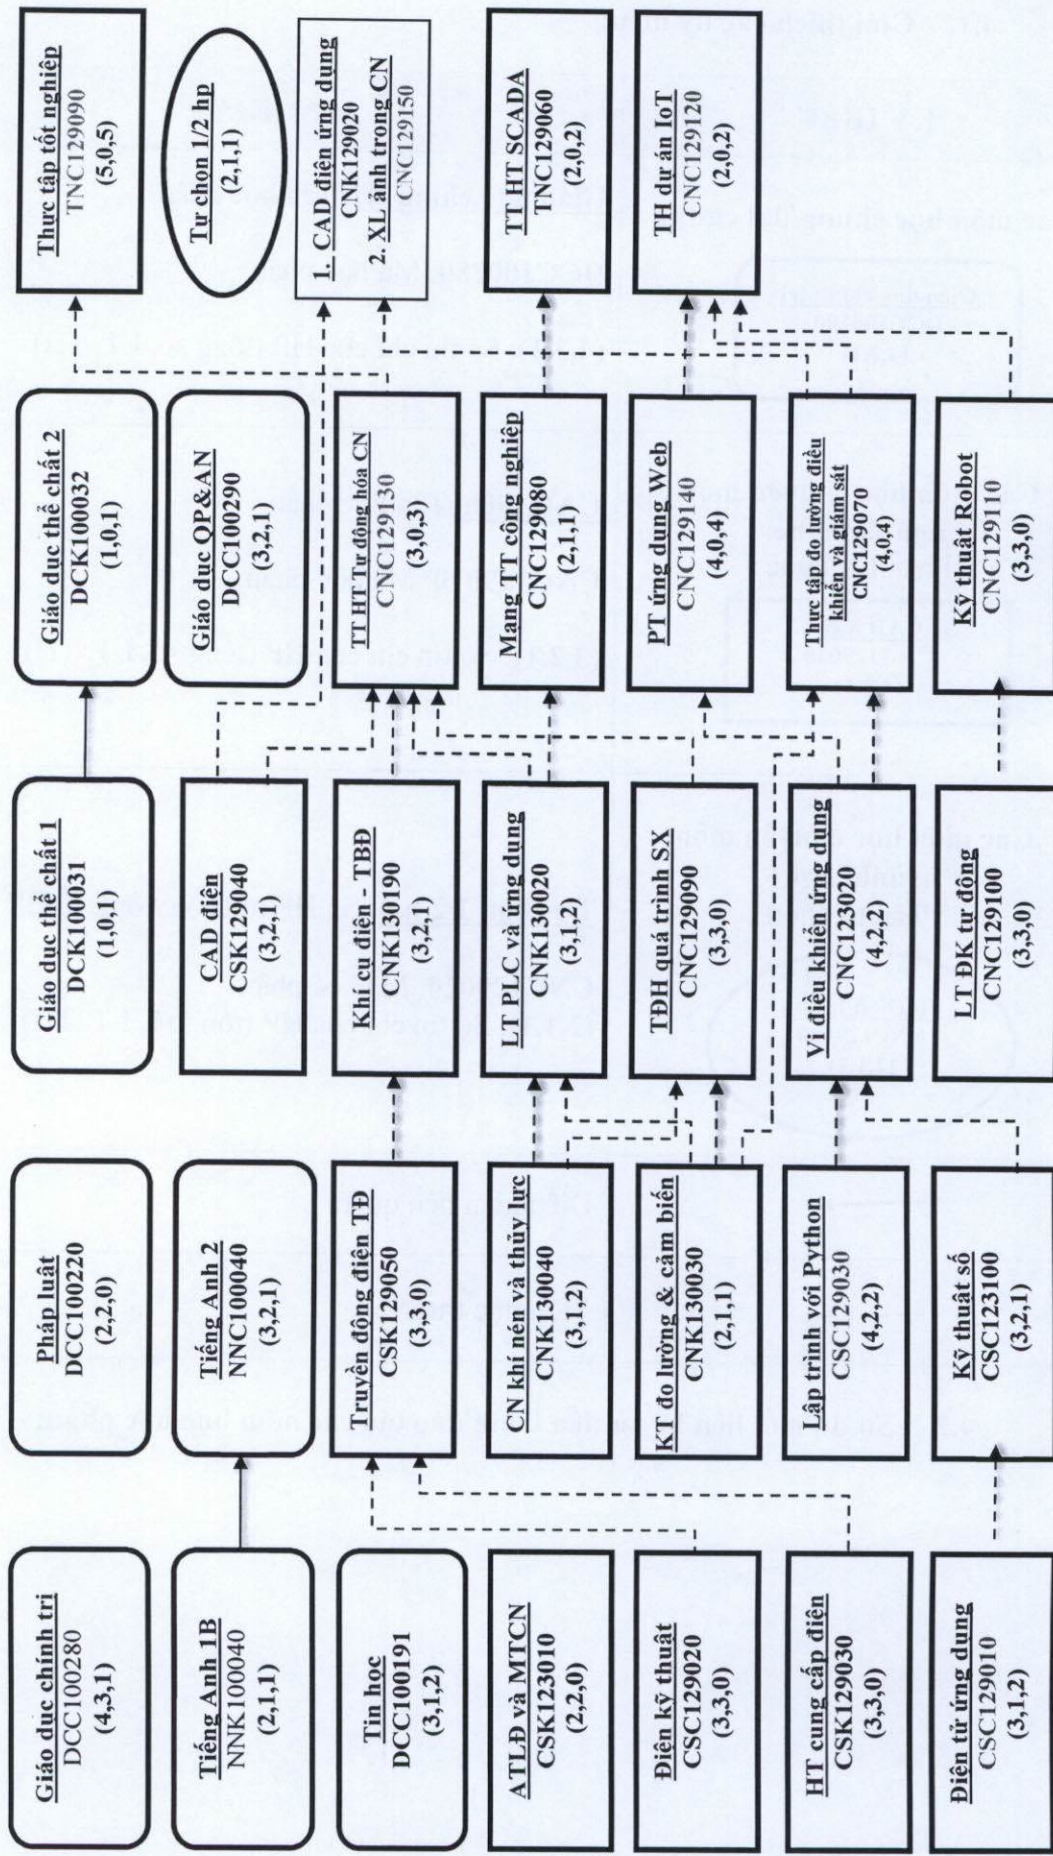 Giáo dục chính trị
DCC100280
(4,3,1)
Tiếng Anh 1B
NNK100040
(2,1,1)
Tin học
DCC100191
(3,1,2)
ATLĐ và MTCN
CSK123010
(2,2,0)
Điện kỹ thuật
CSC129020
(3,3,0)
HT cung cấp điện
CSK129030
(3,3,0)
Điện tử ứng dụng
CSC129010
(3,1,2)
Pháp luật
DCC100220
(2,2,0)
Tiếng Anh 2
NNC100040
(3,2,1)
Truyền động điện TĐ
CSK129050
(3,3,0)
CN khí nén và thủy lực
CNK130040
(3,1,2)
K đo lường & cảm biến
CNK130030
(2,1,11)
Lập trình với Python
CSC129030
(4,2,2)
Kỹ thuật số
CSC123100
(3,2,1)
Giáo dục thể chất 1
DCK100031
(1,0,1)
CAD điện
CSK129040
(3,2,1)
Khí cụ điện - TBĐ
CNK130190
(3,2,1)
LT PLC và ứng dụng
CNK130020
(3,1,2)
TĐH quá trình SX
CNC129090
(3,3,0)
Vi điều khiển ứng dụng
CNC123020
(4,2,2)
LT ĐK tự động
CNC129100
(3,3,0)
Giáo dục thể chất 2
DCK100032
(1,0,1)
Giáo dục QP&AN
DCC100290
(3,2,1)
TT HT Tự động hóa CN
CNC129130
(3,0,3)
Mạng TT công nghiệp
CNC129080
(2,1,1)
PT ứng dụng Web
CNC129140
(4,0,4)
Thực tập đo lường điều
khiển và giám sát
CNC129070
(4,0,4)
Kỹ thuật Robot
CNC129110
(3,3,0)
Thực tập tốt nghiệp
TNC129090
(5,0,5)
Tự chọn 1/2 hp
(2,1,1)
1. CAD điện ứng dụng
CNK129020
2. XL ảnh trong CN
CNC129150
TT HT SCADA
TNC129060
(2,0,2)
TH dự án IoT
CNC129120
(2,0,2)